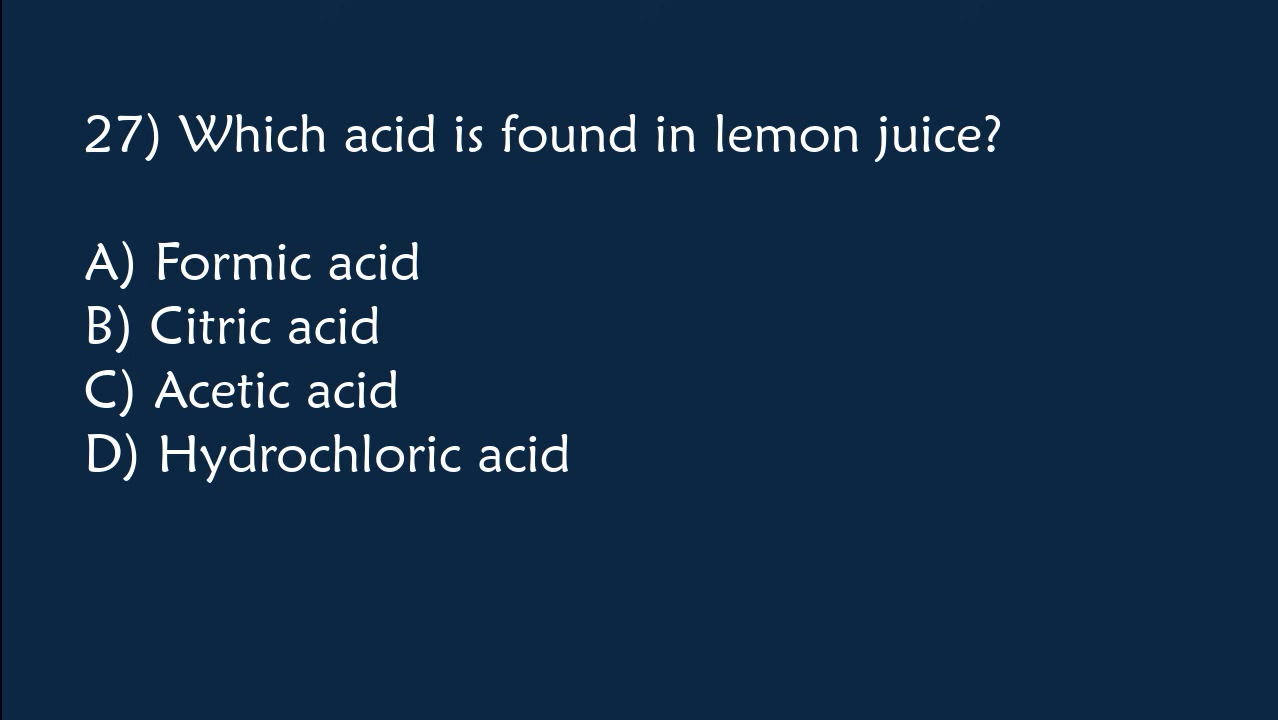 27) Which acid is found in lemon juice?
A) Formic acid
B) Citric acid
C) Acetic acid
D) Hydrochloric acid